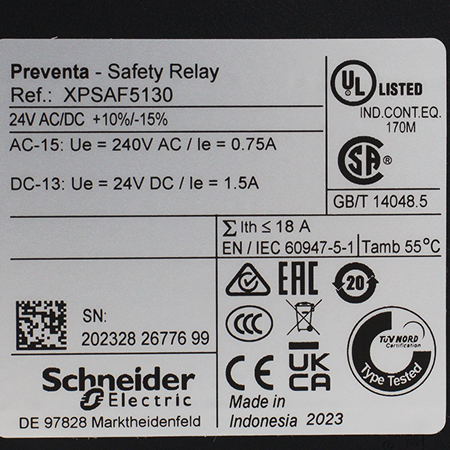 Preventa - Safety Relay
Ref.: XPSAF5130
24V AC/DC +10%/-15%
AC-15: Ue = 240V AC / Ie = 0.75A
DC-13: Ue = 24V DC / Ie = 1.5A
UL LISTED
IND.CONT.EQ.
170M
SA
GB/T 14048.5
∑ Ith ≤ 18 A
EN / IEC 60947-5-1 Tamb 55°C
EAC 20
CCC
TÜV NORD
Certification
Type Tested
CE UK CA
SN:
202328 26776 99
Schneider
Electric
DE 97828 Marktheidenfeld
Made in
Indonesia 2023